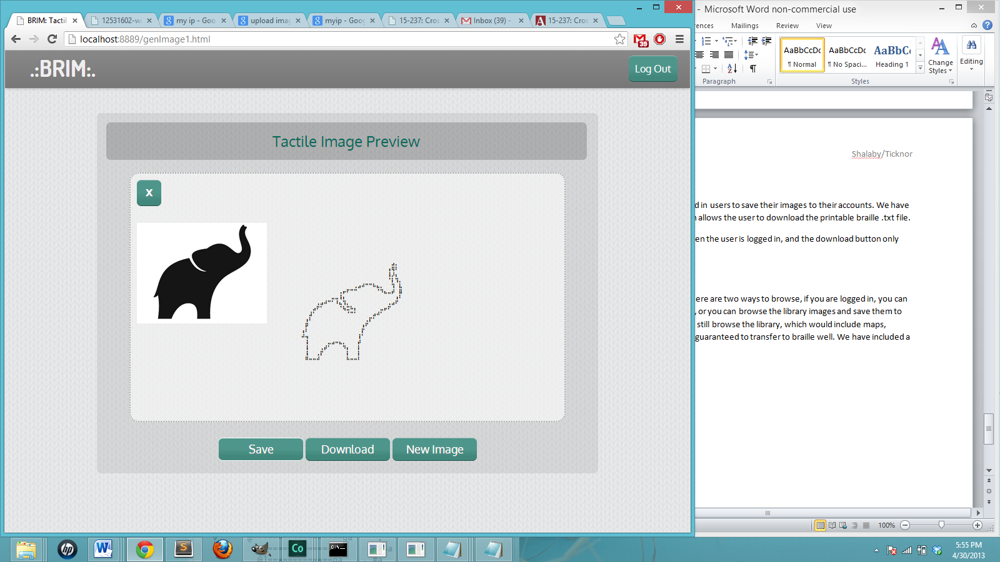 BRIM: Tactil
12531602-wi
my ip - Goo
upload imag
myip - Goog
15-237: Cros
Inbox (39) -
15-237: Cros
localhost:8889/genImage1.html
39
.:BRIM:.
Log Out
Tactile Image Preview
x
Save
Download
New Image
- Microsoft Word non-commercial use
rences
Mailings
Review
View
AaBbCcDc
AaBbCcDc
AaBbCc
¶ Normal
¶ No Spaci...
Heading 1
Change
Styles
Editing
Paragraph
Styles
Shalaby/Ticknor
d in users to save their images to their accounts. We have
allows the user to download the printable braille .txt file.
en the user is logged in, and the download button only
ere are two ways to browse, if you are logged in, you can
, or you can browse the library images and save them to
still browse the library, which would include maps,
guaranteed to transfer to braille well. We have included a
100%
5:55 PM
4/30/2013